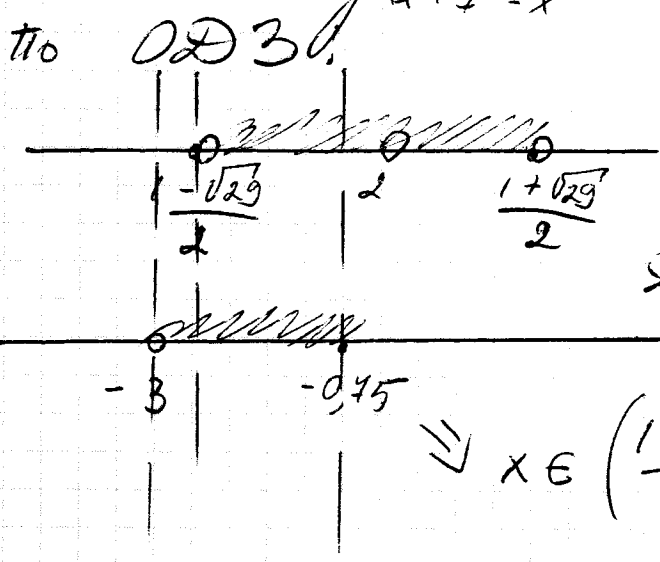 По ОДЗ:
(1-√29)/2 2 (1+√29)/2
-3 -0,75
⇒ x ∈ (